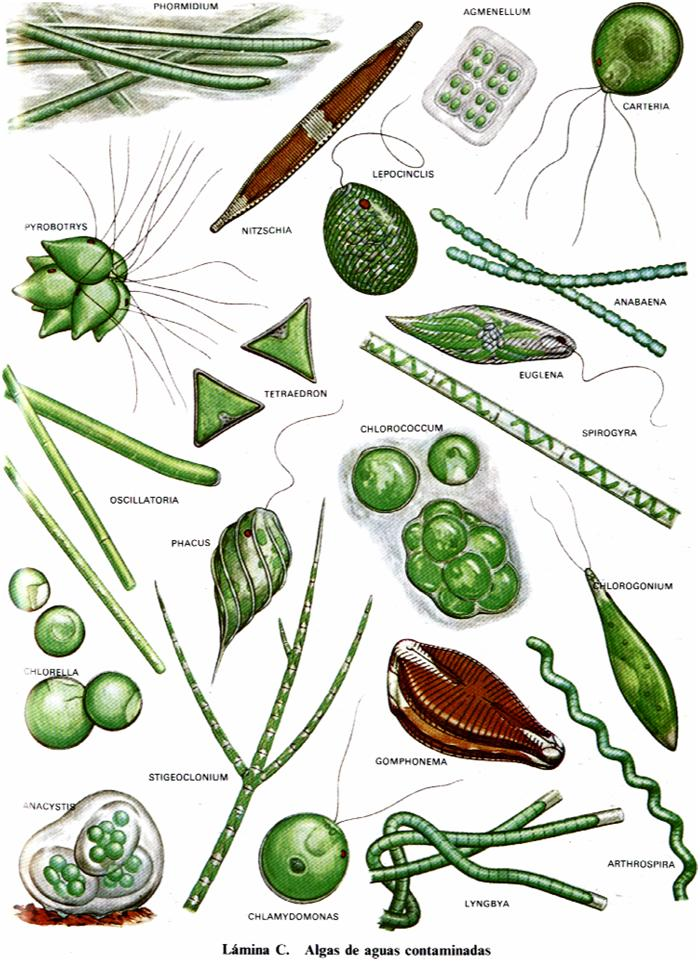 PHORMIDIUM
AGMENELLUM
CARTERIA
LEPOCINCLIS
PYROBOTRYS
NITZSCHIA
ANABAENA
EUGLENA
TETRAEDRON
CHLOROCOCCUM
SPIROGYRA
OSCILLATORIA
PHACUS
CHLOROGONIUM
CHLORELLA
GOMPHONEMA
STIGEOCLONIUM
ANACYSTIS
ARTHROSPIRA
LYNGBYA
CHLAMYDOMONAS
Lámina C. Algas de aguas contaminadas